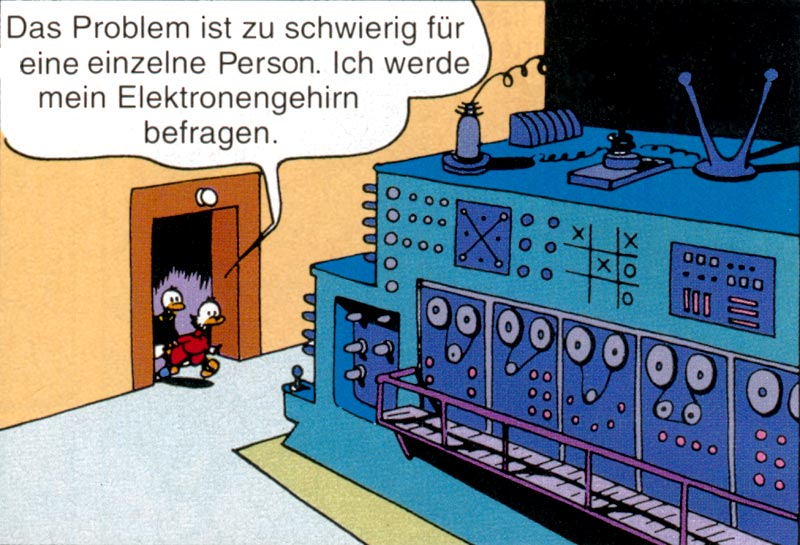 Das Problem ist zu schwierig für
eine einzelne Person. Ich werde
mein Elektronengehirn
befragen.
X X
X O
O